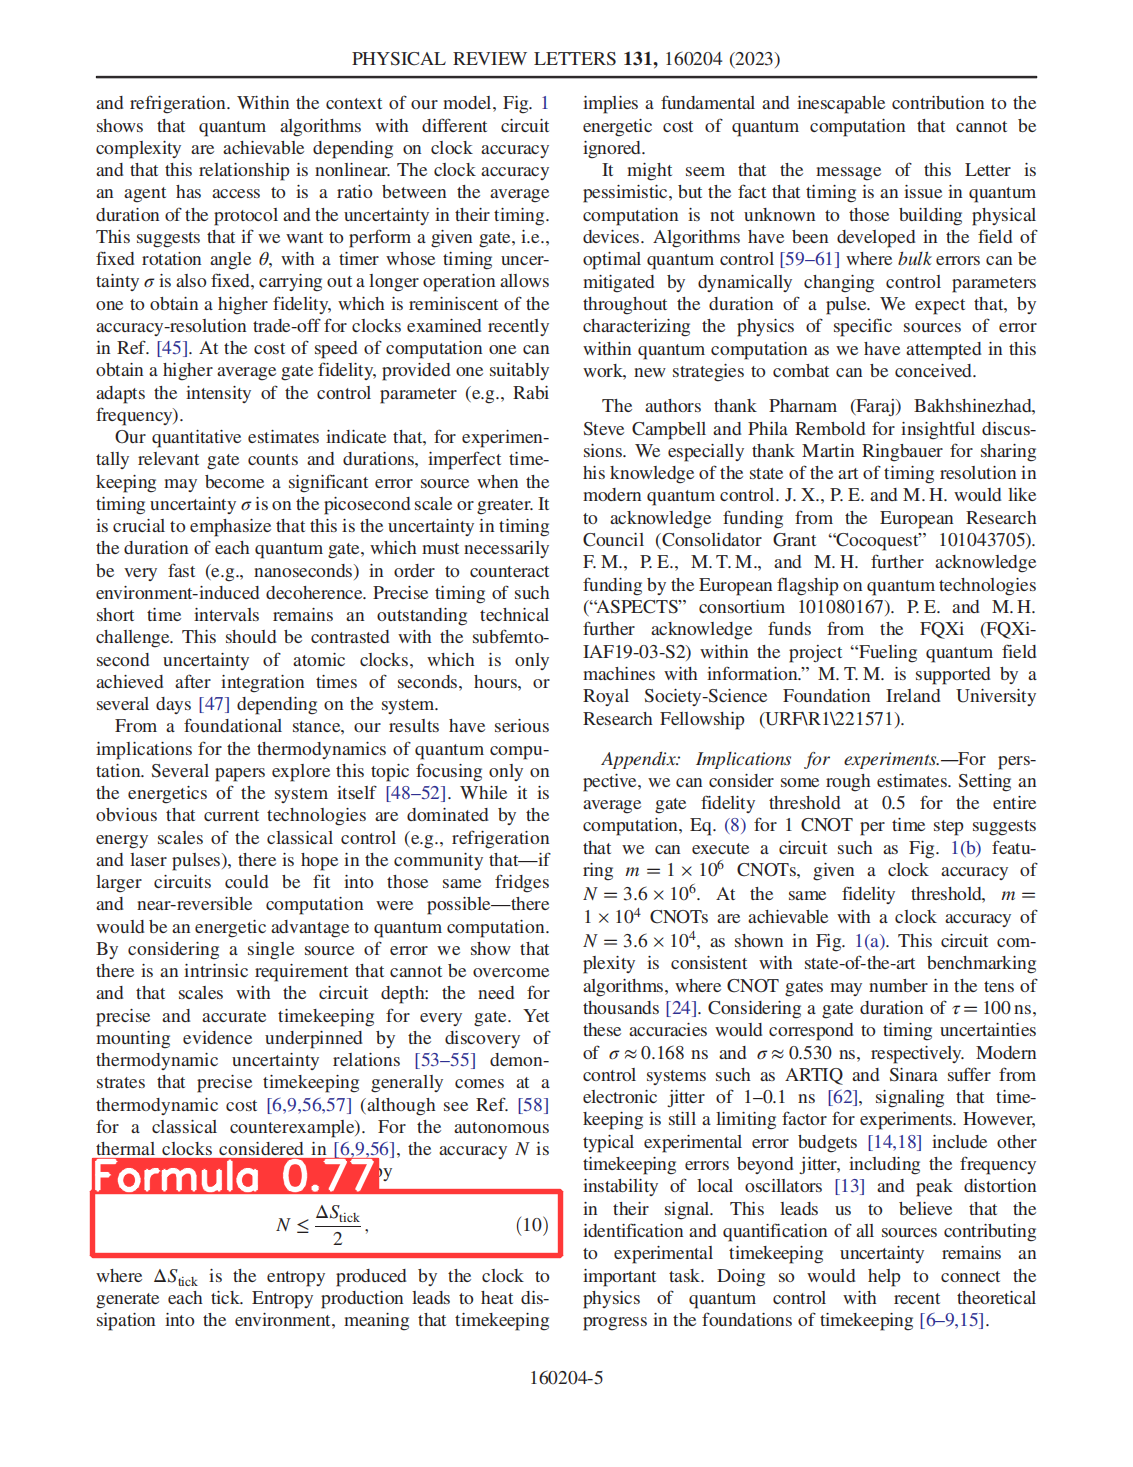 PHYSICAL REVIEW LETTERS 131, 160204 (2023)
and refrigeration. Within the context of our model, Fig. 1
shows that quantum algorithms with different circuit
complexity are achievable depending on clock accuracy
and that this relationship is nonlinear. The clock accuracy
an agent has access to is a ratio between the average
duration of the protocol and the uncertainty in their timing.
This suggests that if we want to perform a given gate, i.e.,
fixed rotation angle θ, with a timer whose timing uncer-
tainty σ is also fixed, carrying out a longer operation allows
one to obtain a higher fidelity, which is reminiscent of the
accuracy-resolution trade-off for clocks examined recently
in Ref. [45]. At the cost of speed of computation one can
obtain a higher average gate fidelity, provided one suitably
adapts the intensity of the control parameter (e.g., Rabi
frequency).
Our quantitative estimates indicate that, for experimen-
tally relevant gate counts and durations, imperfect time-
keeping may become a significant error source when the
timing uncertainty σ is on the picosecond scale or greater. It
is crucial to emphasize that this is the uncertainty in timing
the duration of each quantum gate, which must necessarily
be very fast (e.g., nanoseconds) in order to counteract
environment-induced decoherence. Precise timing of such
short time intervals remains an outstanding technical
challenge. This should be contrasted with the subfemto-
second uncertainty of atomic clocks, which is only
achieved after integration times of seconds, hours, or
several days [47] depending on the system.
From a foundational stance, our results have serious
implications for the thermodynamics of quantum compu-
tation. Several papers explore this topic focusing only on
the energetics of the system itself [48–52]. While it is
obvious that current technologies are dominated by the
energy scales of the classical control (e.g., refrigeration
and laser pulses), there is hope in the community that—if
larger circuits could be fit into those same fridges
and near-reversible computation were possible—there
would be an energetic advantage to quantum computation.
By considering a single source of error we show that
there is an intrinsic requirement that cannot be overcome
and that scales with the circuit depth: the need for
precise and accurate timekeeping for every gate. Yet
mounting evidence underpinned by the discovery of
thermodynamic uncertainty relations [53–55] demon-
strates that precise timekeeping generally comes at a
thermodynamic cost [6,9,56,57] (although see Ref. [58]
for a classical counterexample). For the autonomous
thermal clocks considered in [6,9,56], the accuracy N is
Formula 0.77 by
N ≤ ΔS_tick / 2 , (10)
where ΔS_tick is the entropy produced by the clock to
generate each tick. Entropy production leads to heat dis-
sipation into the environment, meaning that timekeeping
implies a fundamental and inescapable contribution to the
energetic cost of quantum computation that cannot be
ignored.
It might seem that the message of this Letter is
pessimistic, but the fact that timing is an issue in quantum
computation is not unknown to those building physical
devices. Algorithms have been developed in the field of
optimal quantum control [59–61] where bulk errors can be
mitigated by dynamically changing control parameters
throughout the duration of a pulse. We expect that, by
characterizing the physics of specific sources of error
within quantum computation as we have attempted in this
work, new strategies to combat can be conceived.
The authors thank Pharnam (Faraj) Bakhshinezhad,
Steve Campbell and Phila Rembold for insightful discus-
sions. We especially thank Martin Ringbauer for sharing
his knowledge of the state of the art of timing resolution in
modern quantum control. J. X., P. E. and M. H. would like
to acknowledge funding from the European Research
Council (Consolidator Grant “Cocoquest” 101043705).
F. M., P. E., M. T. M., and M. H. further acknowledge
funding by the European flagship on quantum technologies
(“ASPECTS” consortium 101080167). P. E. and M. H.
further acknowledge funds from the FQXi (FQXi-
IAF19-03-S2) within the project “Fueling quantum field
machines with information.” M. T. M. is supported by a
Royal Society-Science Foundation Ireland University
Research Fellowship (URF\R1\221571).
Appendix: Implications for experiments.—For pers-
pective, we can consider some rough estimates. Setting an
average gate fidelity threshold at 0.5 for the entire
computation, Eq. (8) for 1 CNOT per time step suggests
that we can execute a circuit such as Fig. 1(b) featu-
ring m = 1 × 10⁶ CNOTs, given a clock accuracy of
N = 3.6 × 10⁶. At the same fidelity threshold, m =
1 × 10⁴ CNOTs are achievable with a clock accuracy of
N = 3.6 × 10⁴, as shown in Fig. 1(a). This circuit com-
plexity is consistent with state-of-the-art benchmarking
algorithms, where CNOT gates may number in the tens of
thousands [24]. Considering a gate duration of τ = 100 ns,
these accuracies would correspond to timing uncertainties
of σ ≈ 0.168 ns and σ ≈ 0.530 ns, respectively. Modern
control systems such as ARTIQ and Sinara suffer from
electronic jitter of 1–0.1 ns [62], signaling that time-
keeping is still a limiting factor for experiments. However,
typical experimental error budgets [14,18] include other
timekeeping errors beyond jitter, including the frequency
instability of local oscillators [13] and peak distortion
in their signal. This leads us to believe that the
identification and quantification of all sources contributing
to experimental timekeeping uncertainty remains an
important task. Doing so would help to connect the
physics of quantum control with recent theoretical
progress in the foundations of timekeeping [6–9,15].
160204-5